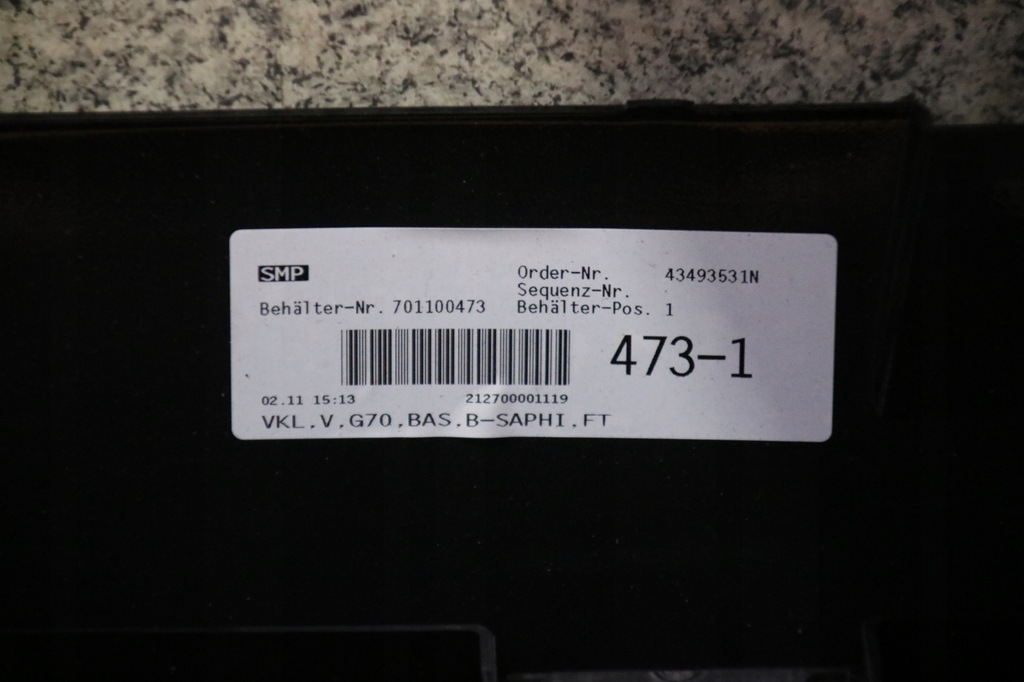 SMP
Order-Nr. 43493531N
Sequenz-Nr.
Behälter-Nr. 701100473 Behälter-Pos. 1
473-1
02.11 15:13 212700001119
VKL.V.G70.BAS.B-SAPHI.FT